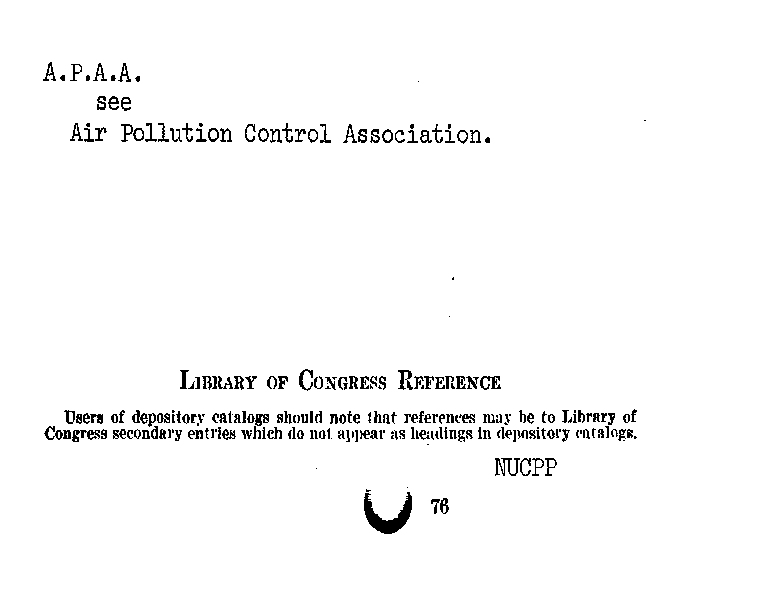 A.P.A.A.
see
Air Pollution Control Association.
LIBRARY OF CONGRESS REFERENCE
Users of depository catalogs should note that references may be to Library of
Congress secondary entries which do not appear as headings in depository catalogs.
NUCPP
76